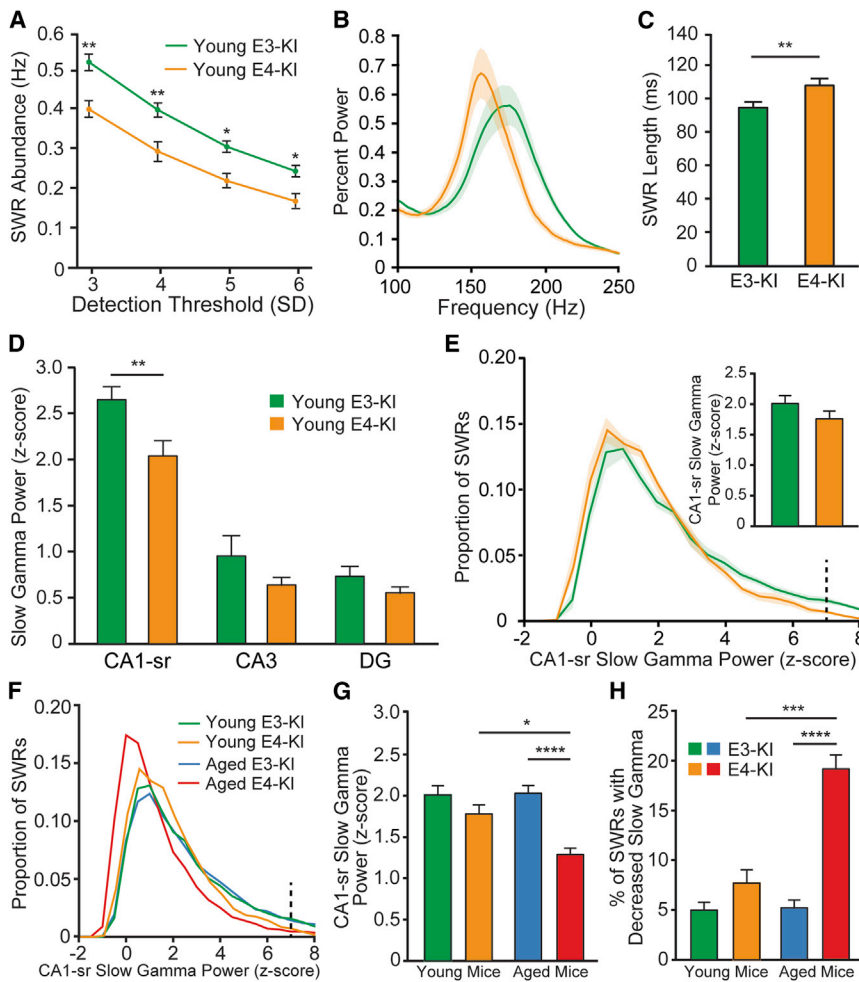 A
SWR Abundance (Hz)
0.6
0.5
0.4
0.3
0.2
0.1
0
**
**
*
*
Young E3-KI
Young E4-KI
3 4 5 6
Detection Threshold (SD)
B
Percent Power
0.8
0.7
0.6
0.5
0.4
0.3
0.2
0.1
0
100 150 200 250
Frequency (Hz)
C
SWR Length (ms)
140
120
100
80
60
40
20
0
**
E3-KI E4-KI
D
Slow Gamma Power (z-score)
3.0
2.5
2.0
1.5
1.0
0.5
0
**
Young E3-KI
Young E4-KI
CA1-sr CA3 DG
E
Proportion of SWRs
0.20
0.15
0.10
0.05
0
-2 0 2 4 6 8
CA1-sr Slow Gamma Power (z-score)
CA1-sr Slow Gamma
Power (z-score)
2.5
2.0
1.5
1.0
0.5
0
F
Proportion of SWRs
0.20
0.15
0.10
0.05
0
Young E3-KI
Young E4-KI
Aged E3-KI
Aged E4-KI
-2 0 2 4 6 8
CA1-sr Slow Gamma Power (z-score)
G
CA1-sr Slow Gamma
Power (z-score)
3.0
2.5
2.0
1.5
1.0
2.0
0
*
****
Young Mice Aged Mice
H
% of SWRs with
Decreased Slow Gamma
25
20
15
10
5
0
***
****
E3-KI
E4-KI
Young Mice Aged Mice